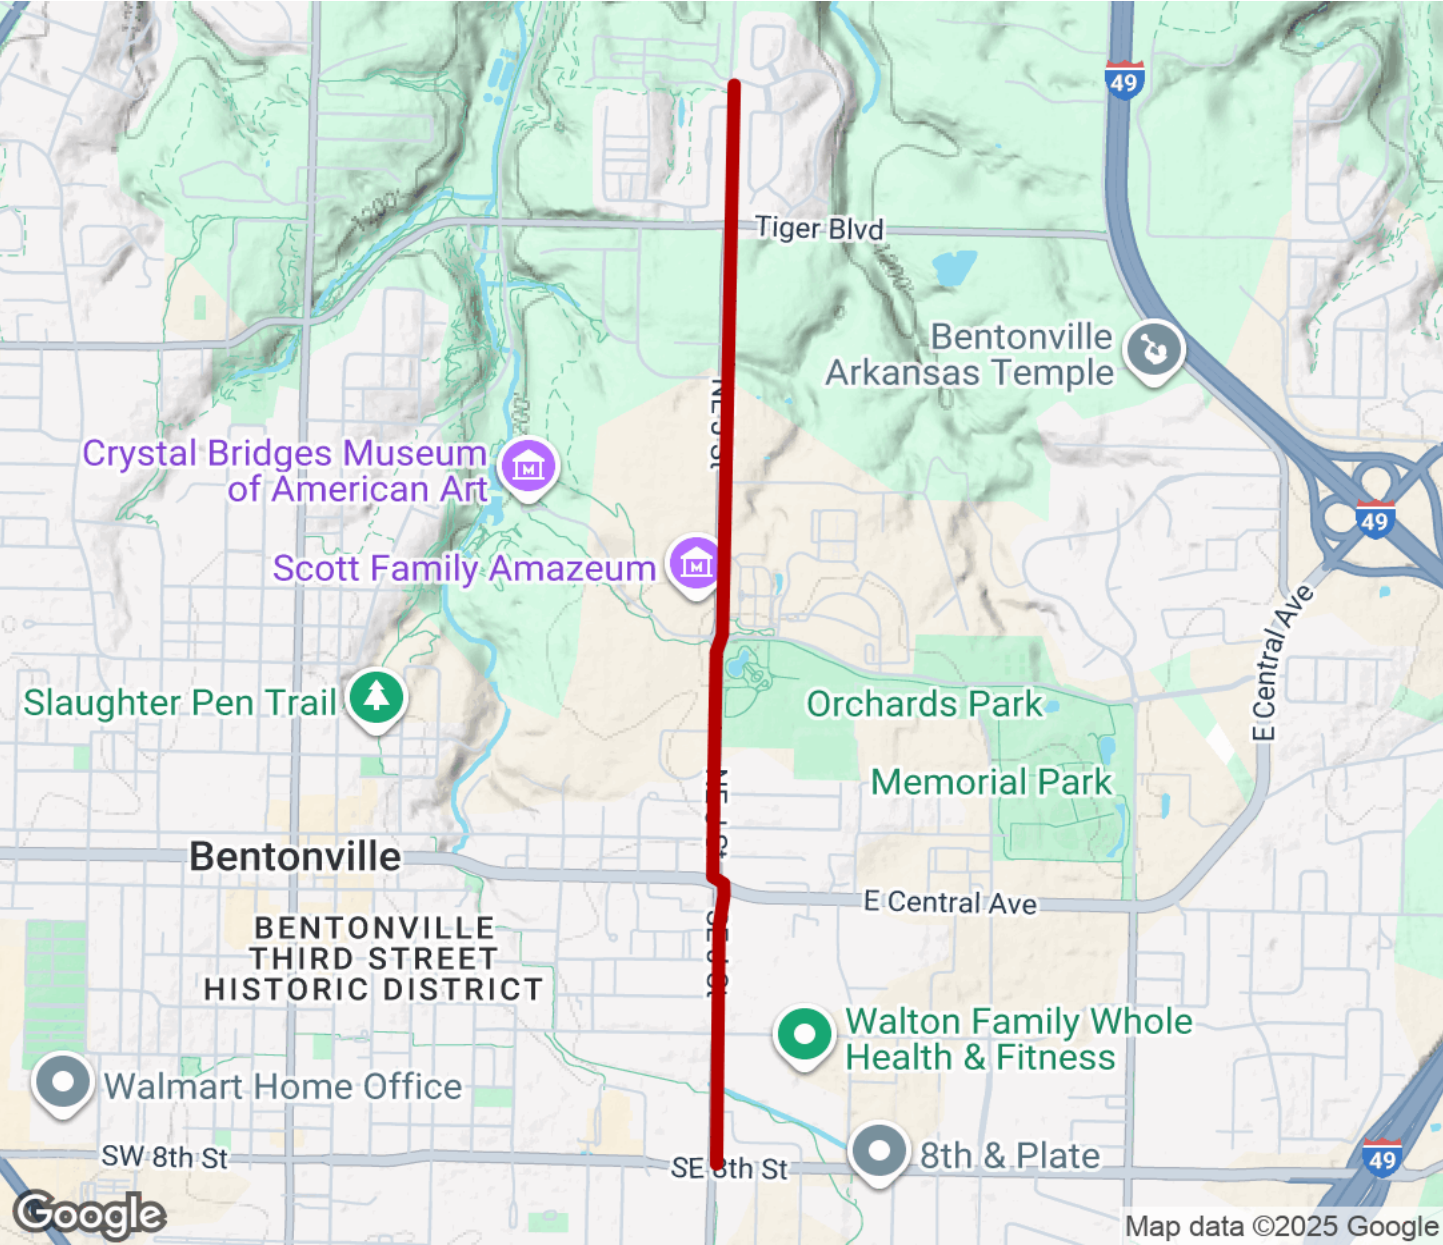 49
Tiger Blvd
1200'
Bentonville
Arkansas Temple
Crystal Bridges Museum
of American Art
49
Scott Family Amazeum
E Central Ave
Slaughter Pen Trail
Orchards Park
Memorial Park
Bentonville
E Central Ave
BENTONVILLE
THIRD STREET
HISTORIC DISTRICT
Walton Family Whole
Health & Fitness
Walmart Home Office
SW 8th St
SE 8th St
8th & Plate
49
Google
Map data ©2025 Google